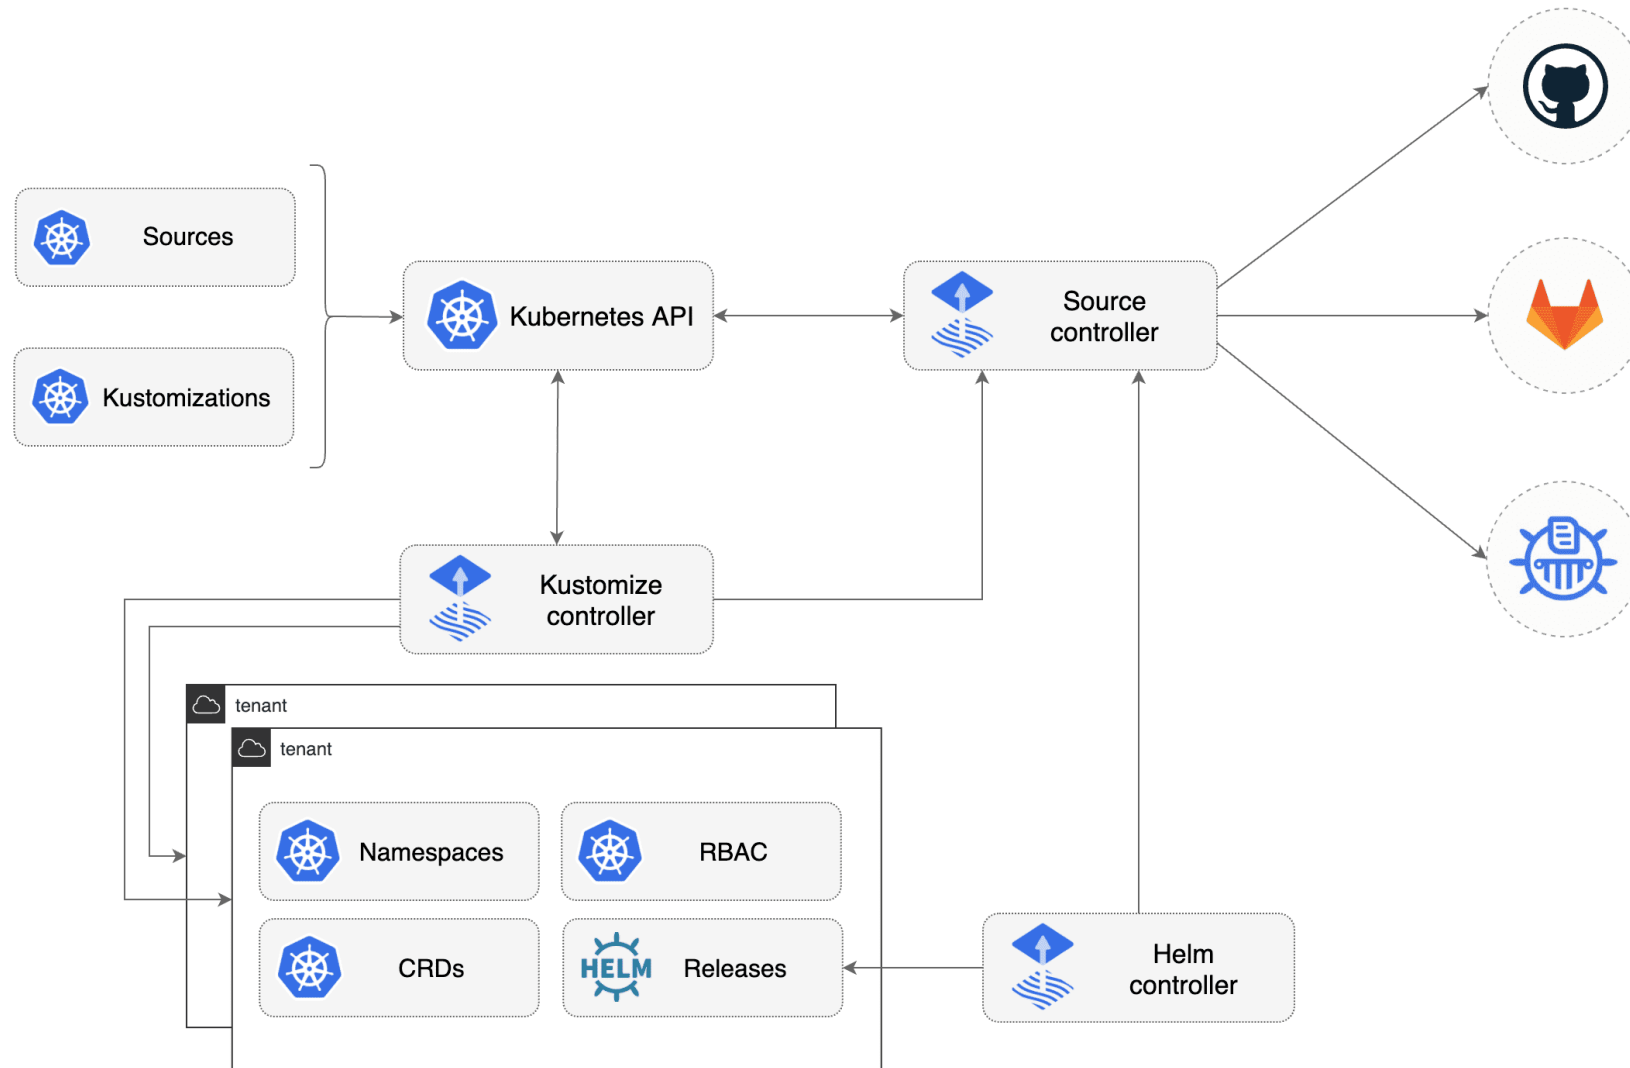 Sources
Kustomizations
Kubernetes API
Source
controller
Kustomize
controller
tenant
tenant
Namespaces
RBAC
CRDs
HELM Releases
Helm
controller